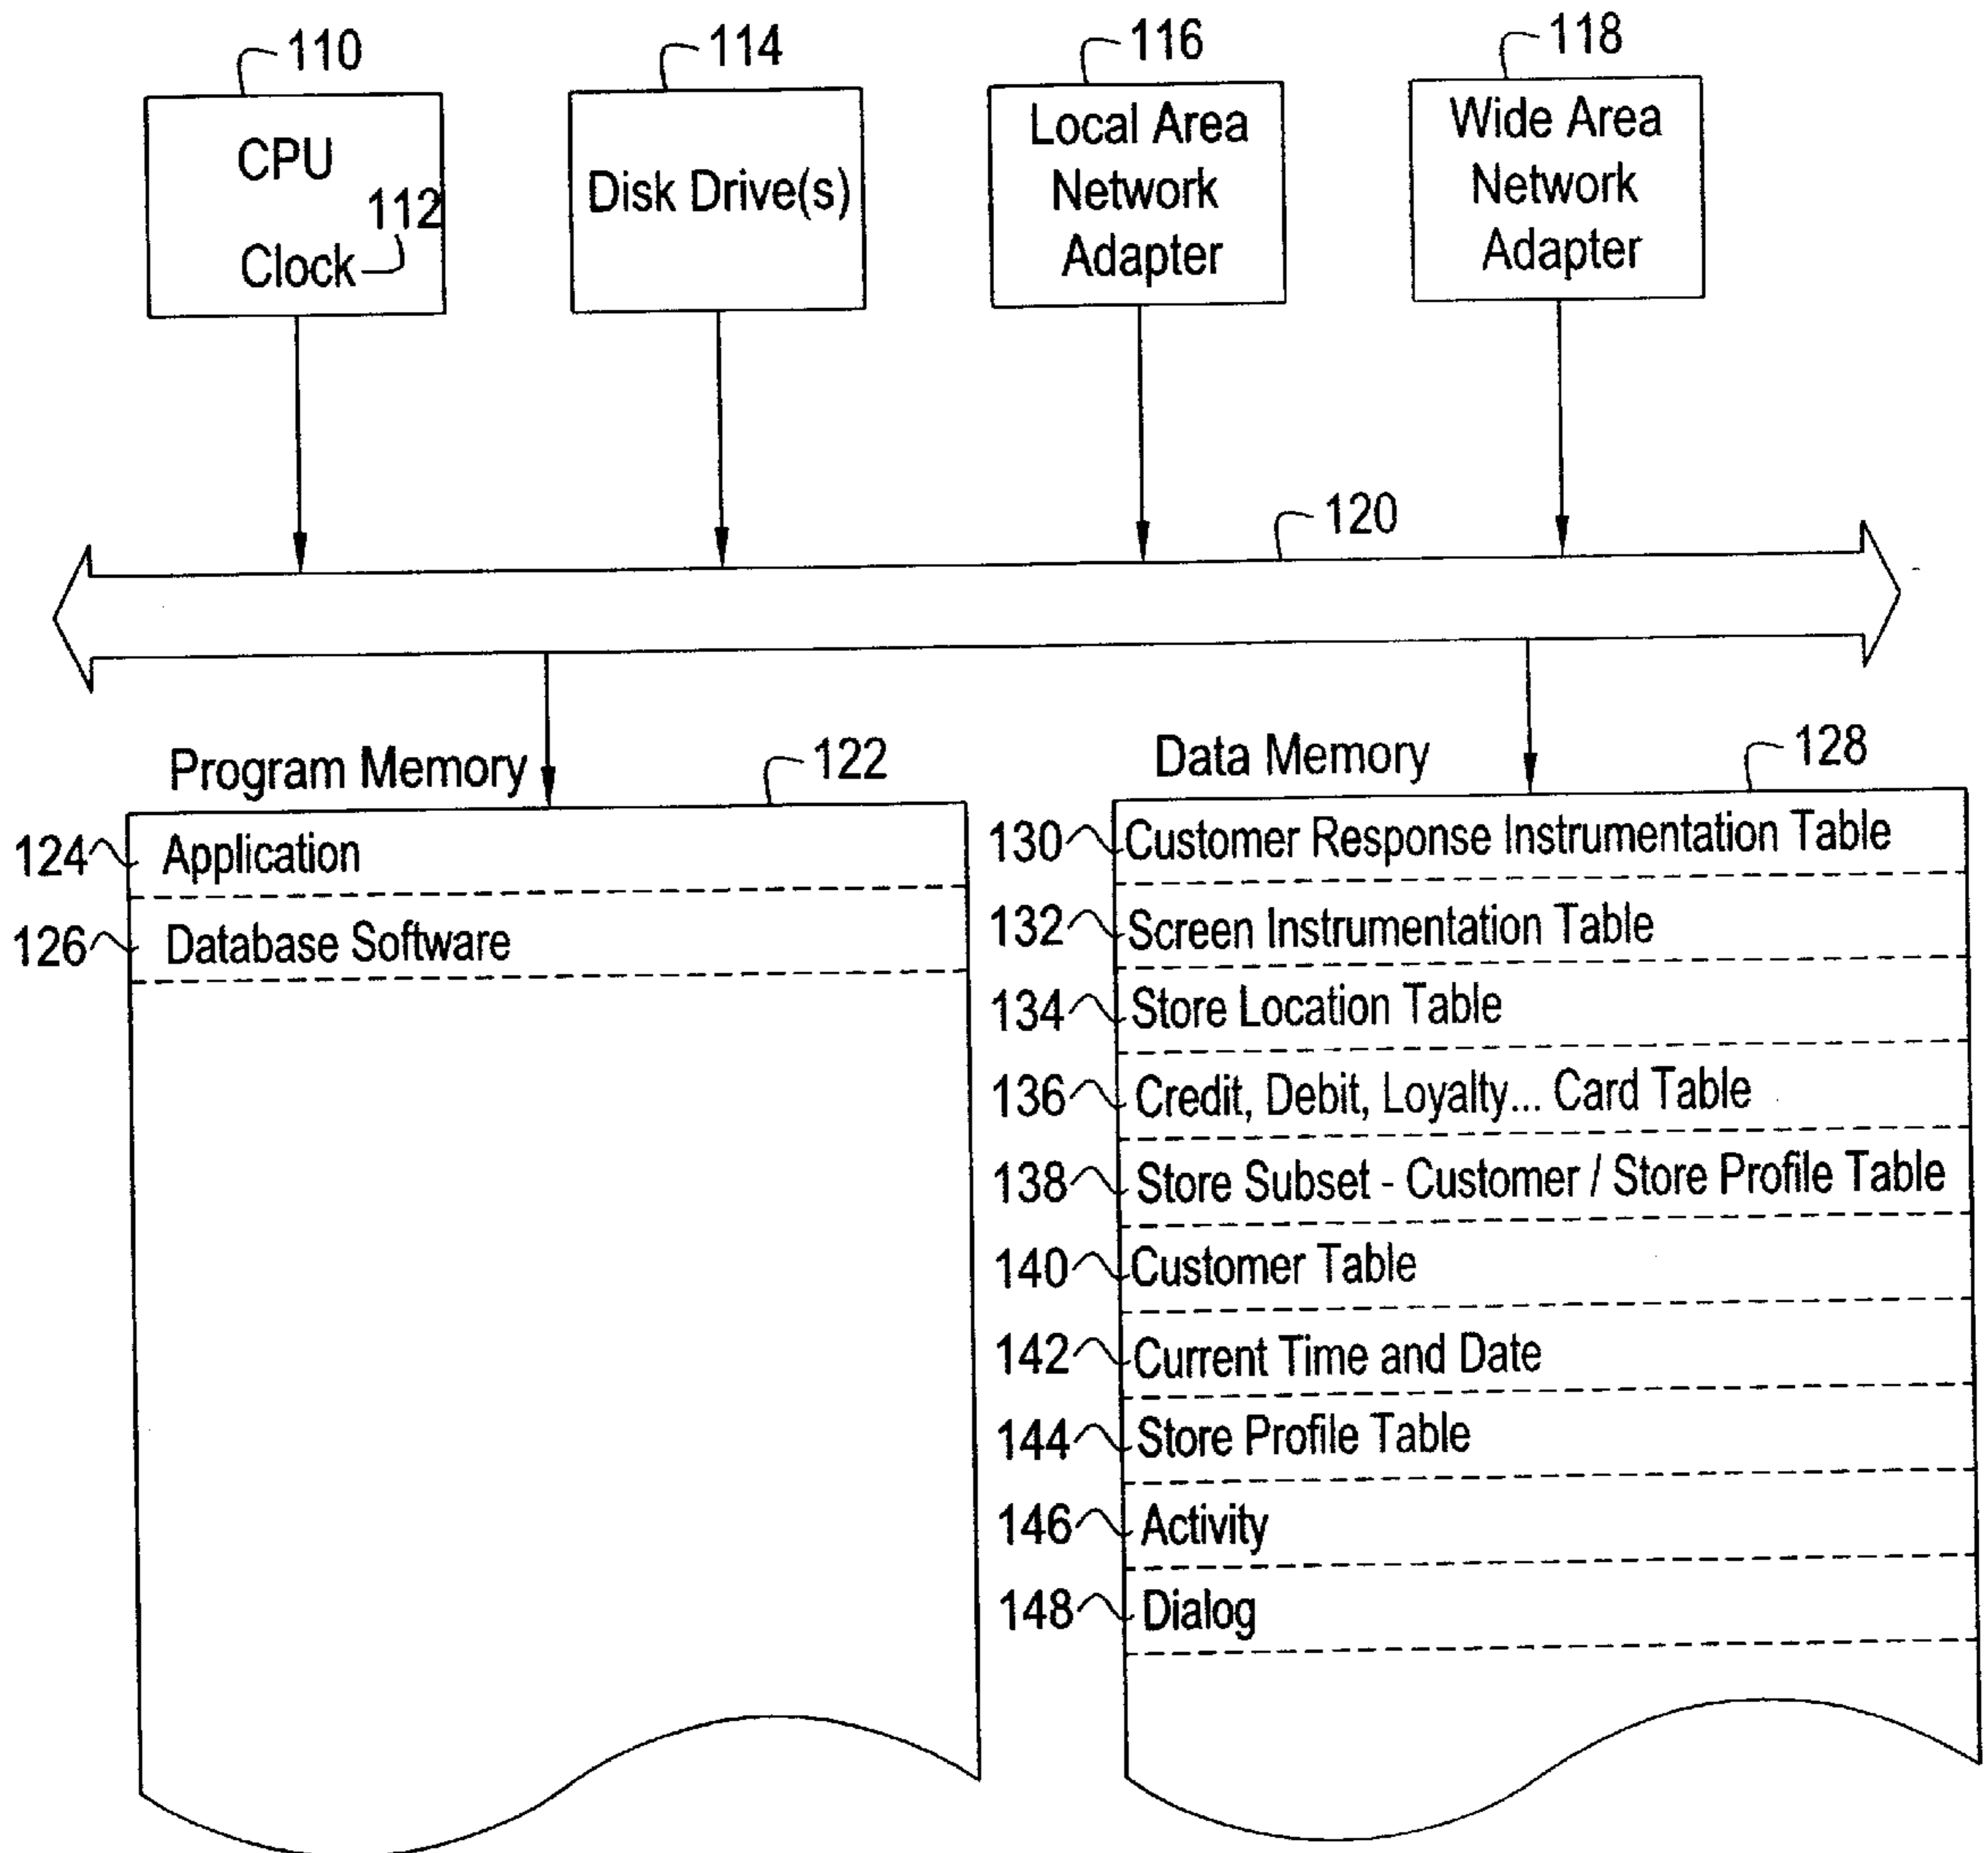 110
114
116
118
CPU
112
Clock
Disk Drive(s)
Local Area
Network
Adapter
Wide Area
Network
Adapter
120
Program Memory
122
124 Application
126 Database Software
Data Memory
128
130 Customer Response Instrumentation Table
132 Screen Instrumentation Table
134 Store Location Table
136 Credit, Debit, Loyalty... Card Table
138 Store Subset - Customer / Store Profile Table
140 Customer Table
142 Current Time and Date
144 Store Profile Table
146 Activity
148 Dialog